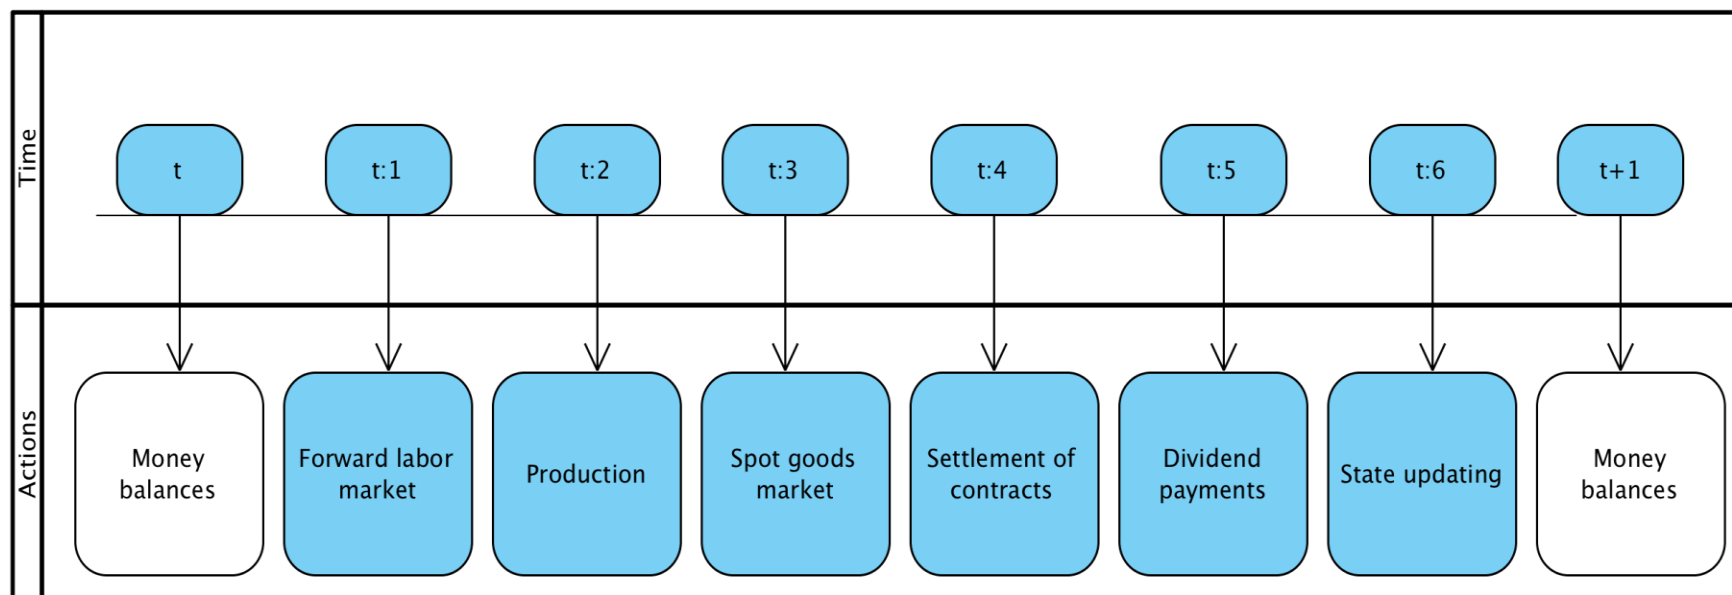 Time
t
t:1
t:2
t:3
t:4
t:5
t:6
t+1
Actions
Money
balances
Forward labor
market
Production
Spot goods
market
Settlement of
contracts
Dividend
payments
State updating
Money
balances